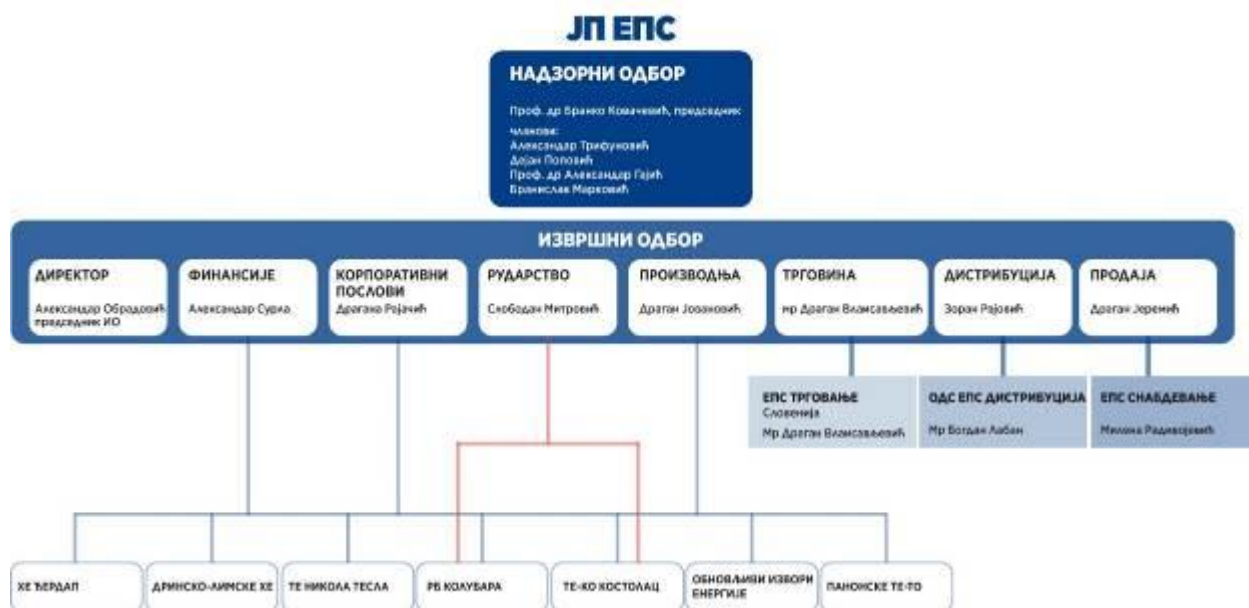 ЈП ЕПС
НАДЗОРНИ ОДБОР
Проф. др Бранко Ковачевић, председник
чланови:
Александар Трифуновић
Дејан Поповић
Проф. др Александар Гајић
Бранислав Марковић
ИЗВРШНИ ОДБОР
ДИРЕКТОР
Александар Обрадовић
председник ИО
ФИНАНСИЈЕ
Александар Сурла
КОРПОРАТИВНИ
ПОСЛОВИ
Драгана Рајачић
РУДАРСТВО
Слободан Митровић
ПРОИЗВОДЊА
Драган Јовановић
ТРГОВИНА
мр Драган Влаисављевић
ДИСТРИБУЦИЈА
Зоран Рајовић
ПРОДАЈА
Драган Јеремић
ЕПС ТРГОВАЊЕ
Словенија
Мр Драган Влаисављевић
ОДС ЕПС ДИСТРИБУЦИЈА
Мр Богдан Лабан
ЕПС СНАБДЕВАЊЕ
Милена Радивојевић
ХЕ ЂЕРДАП
ДРИНСКО-ЛИМСКЕ ХЕ
ТЕ НИКОЛА ТЕСЛА
РБ КОЛУБАРА
ТЕ-КО КОСТОЛАЦ
ОБНОВЉИВИ ИЗВОРИ
ЕНЕРГИЈЕ
ПАНОНСКЕ ТЕ-ТО